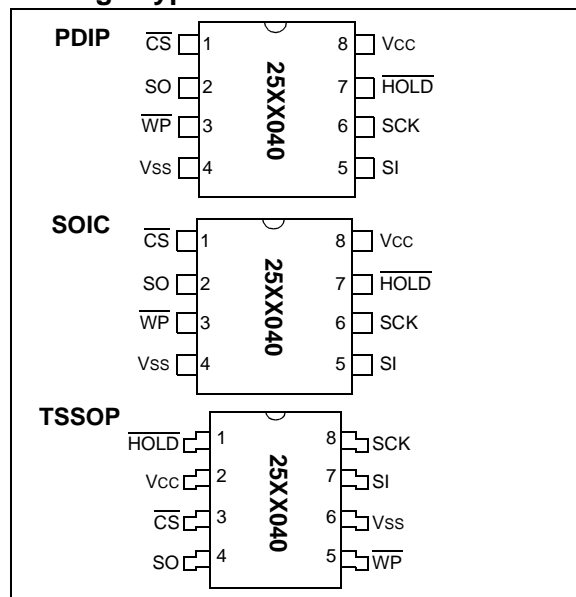 PDIP
CS 1 8 VCC
SO 2 7 HOLD
WP 3 6 SCK
VSS 4 5 SI
25XX040
SOIC
CS 1 8 VCC
SO 2 7 HOLD
WP 3 6 SCK
VSS 4 5 SI
25XX040
TSSOP
HOLD 1 8 SCK
VCC 2 7 SI
CS 3 6 VSS
SO 4 5 WP
25XX040